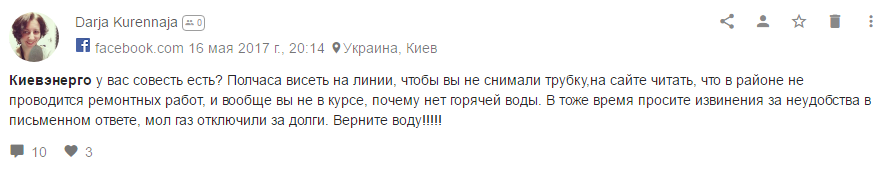 Darja Kurennaja 0
facebook.com 16 мая 2017 г., 20:14 Украина, Киев
Киевэнерго у вас совесть есть? Полчаса висеть на линии, чтобы вы не снимали трубку,на сайте читать, что в районе не
проводится ремонтных работ, и вообще вы не в курсе, почему нет горячей воды. В тоже время просите извинения за неудобства в
письменном ответе, мол газ отключили за долги. Верните воду!!!!!
10 3